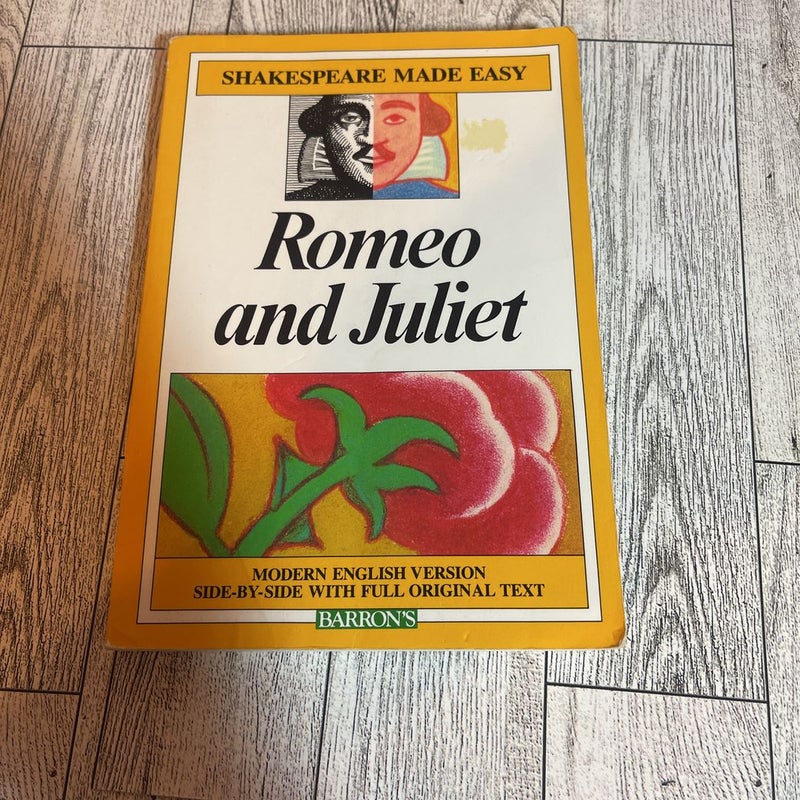 SHAKESPEARE MADE EASY
Romeo
and Juliet
MODERN ENGLISH VERSION
SIDE-BY-SIDE WITH FULL ORIGINAL TEXT
BARRON'S